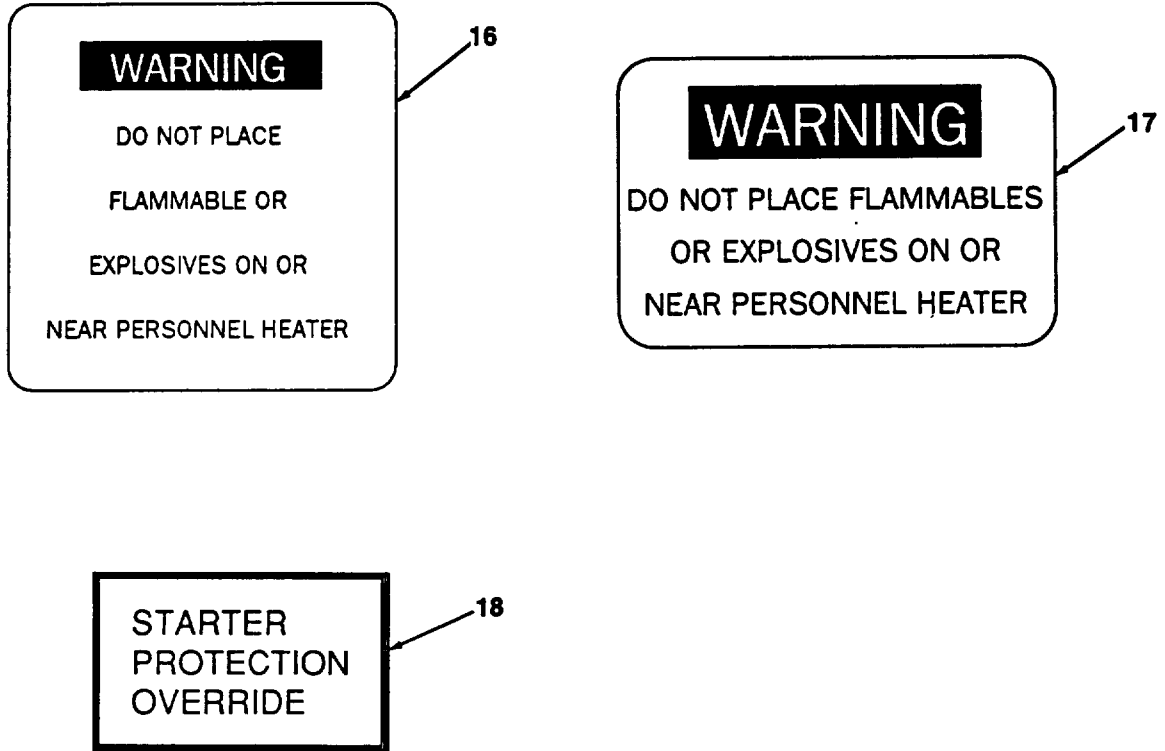 16
WARNING
DO NOT PLACE
FLAMMABLE OR
EXPLOSIVES ON OR
NEAR PERSONNEL HEATER
17
WARNING
DO NOT PLACE FLAMMABLES
OR EXPLOSIVES ON OR
NEAR PERSONNEL HEATER
18
STARTER
PROTECTION
OVERRIDE